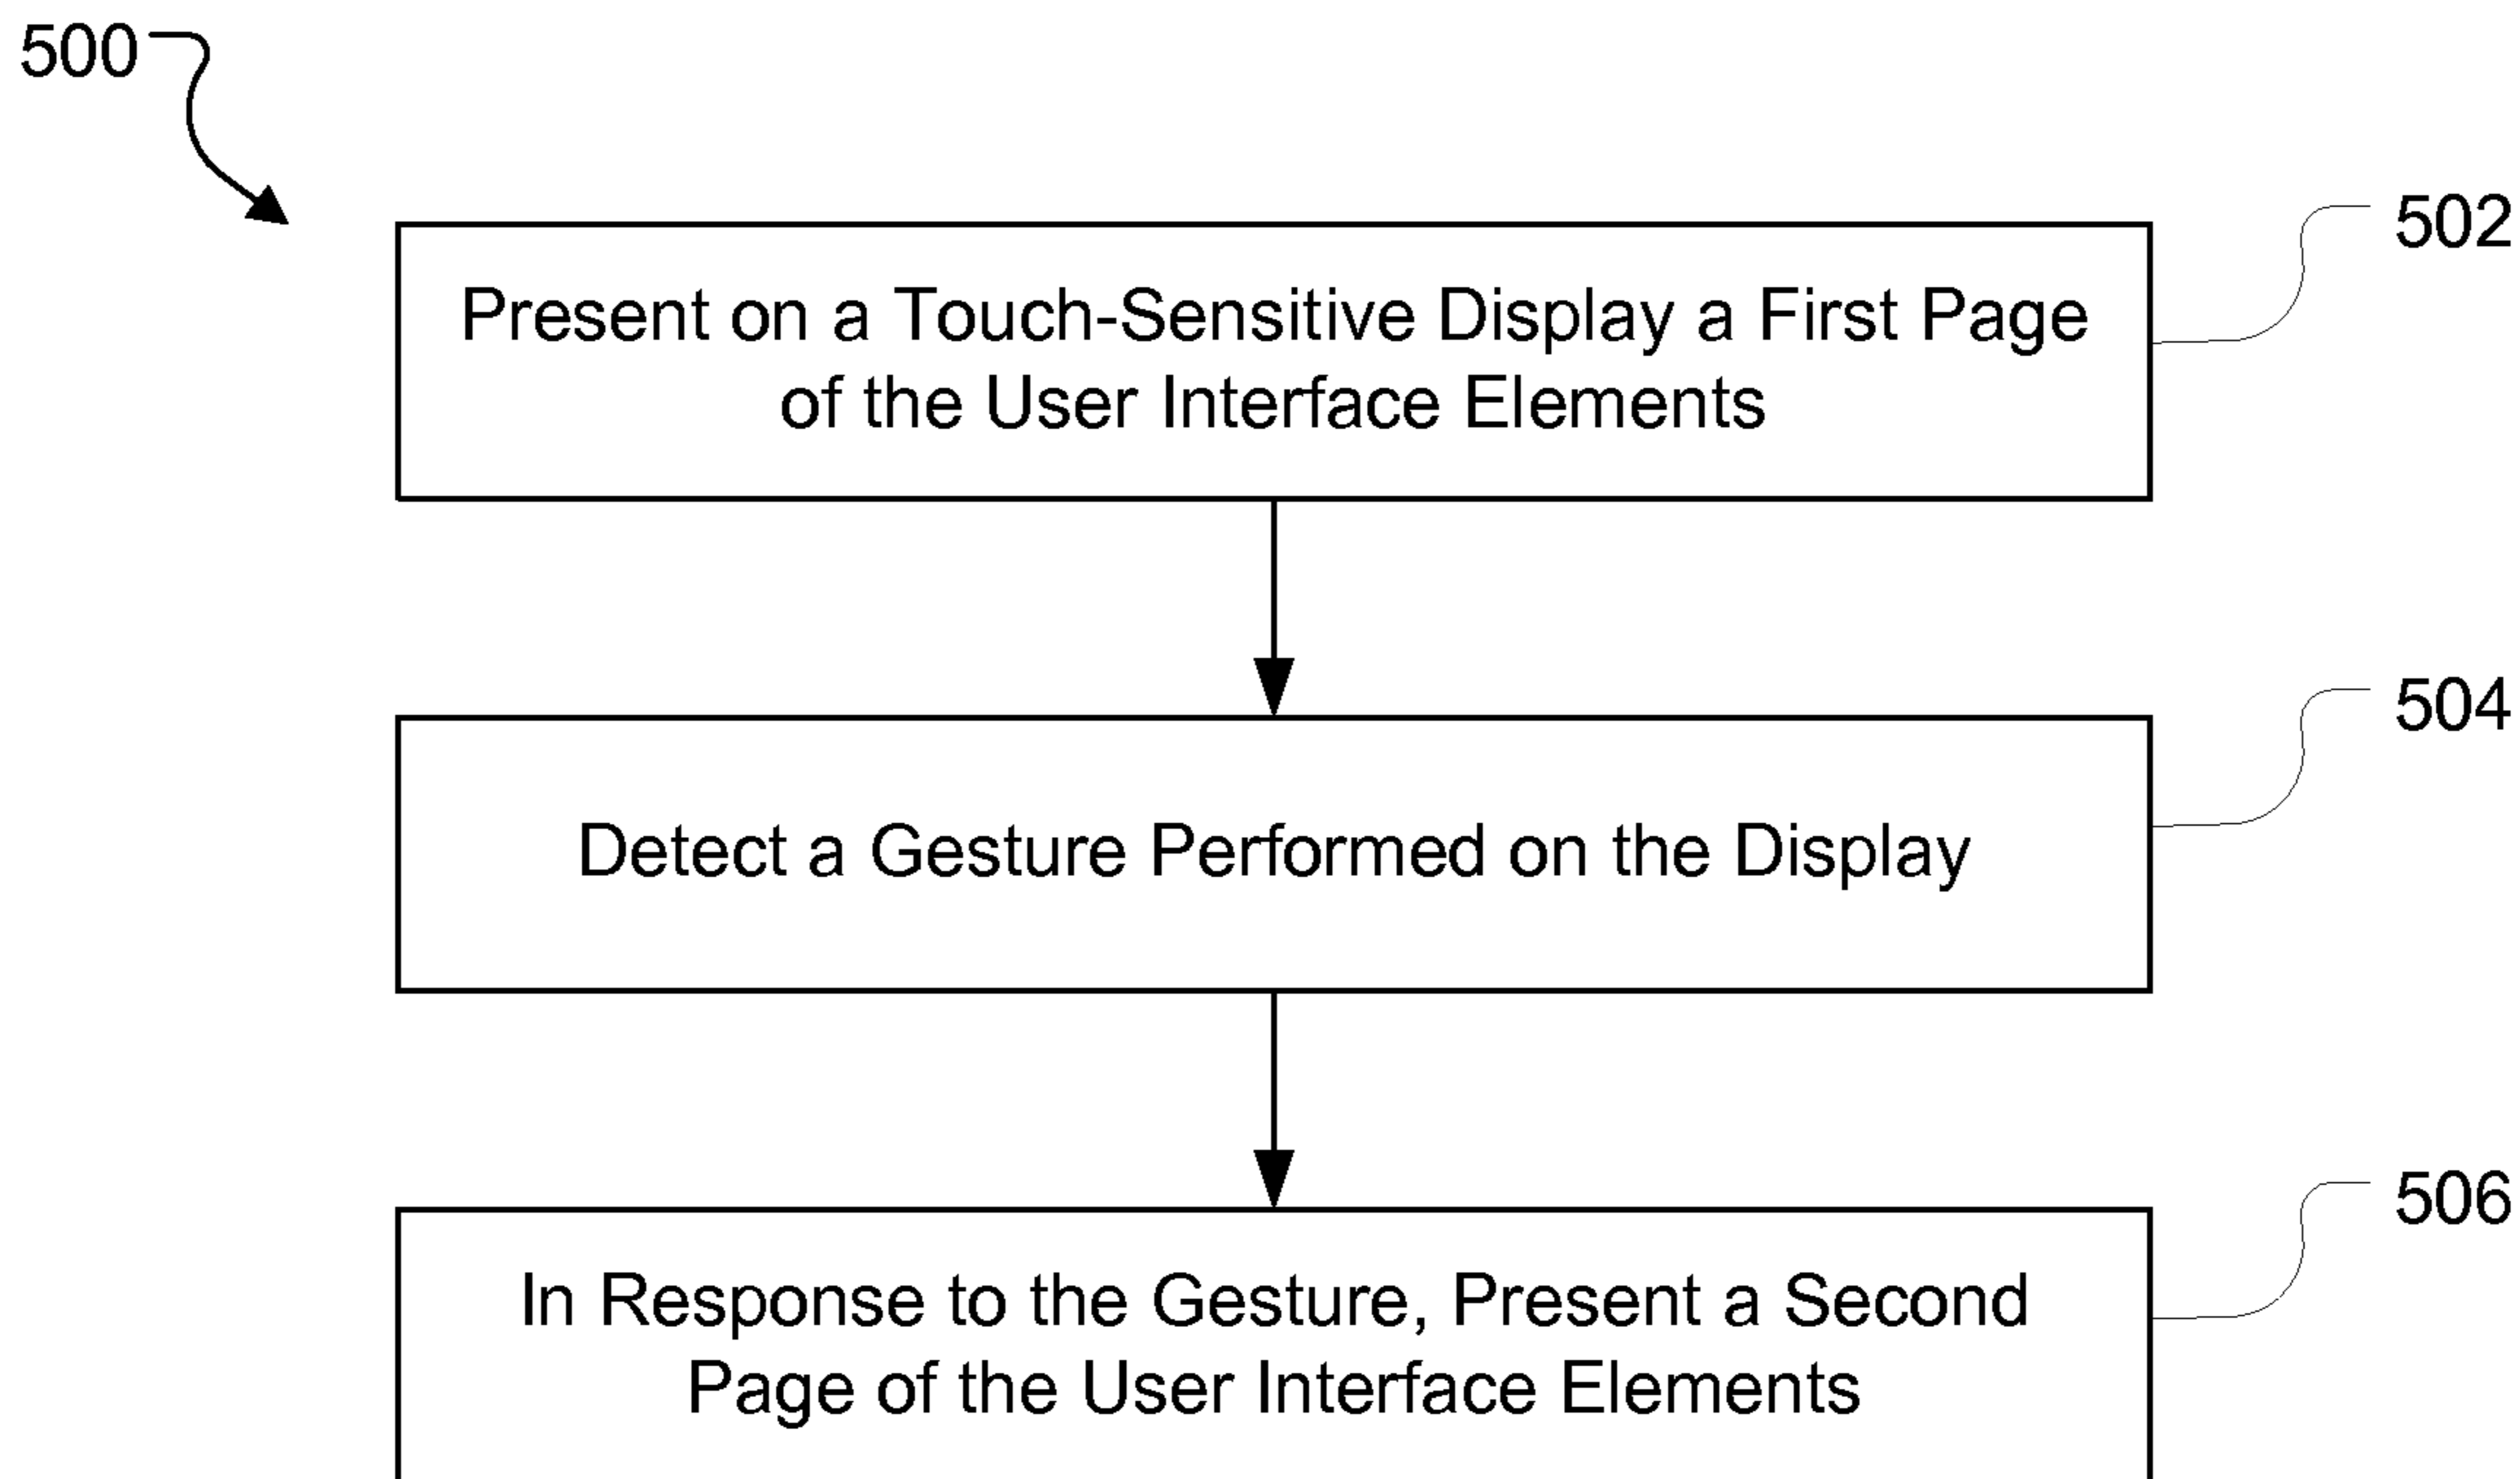 500
502
Present on a Touch-Sensitive Display a First Page
of the User Interface Elements
504
Detect a Gesture Performed on the Display
506
In Response to the Gesture, Present a Second
Page of the User Interface Elements